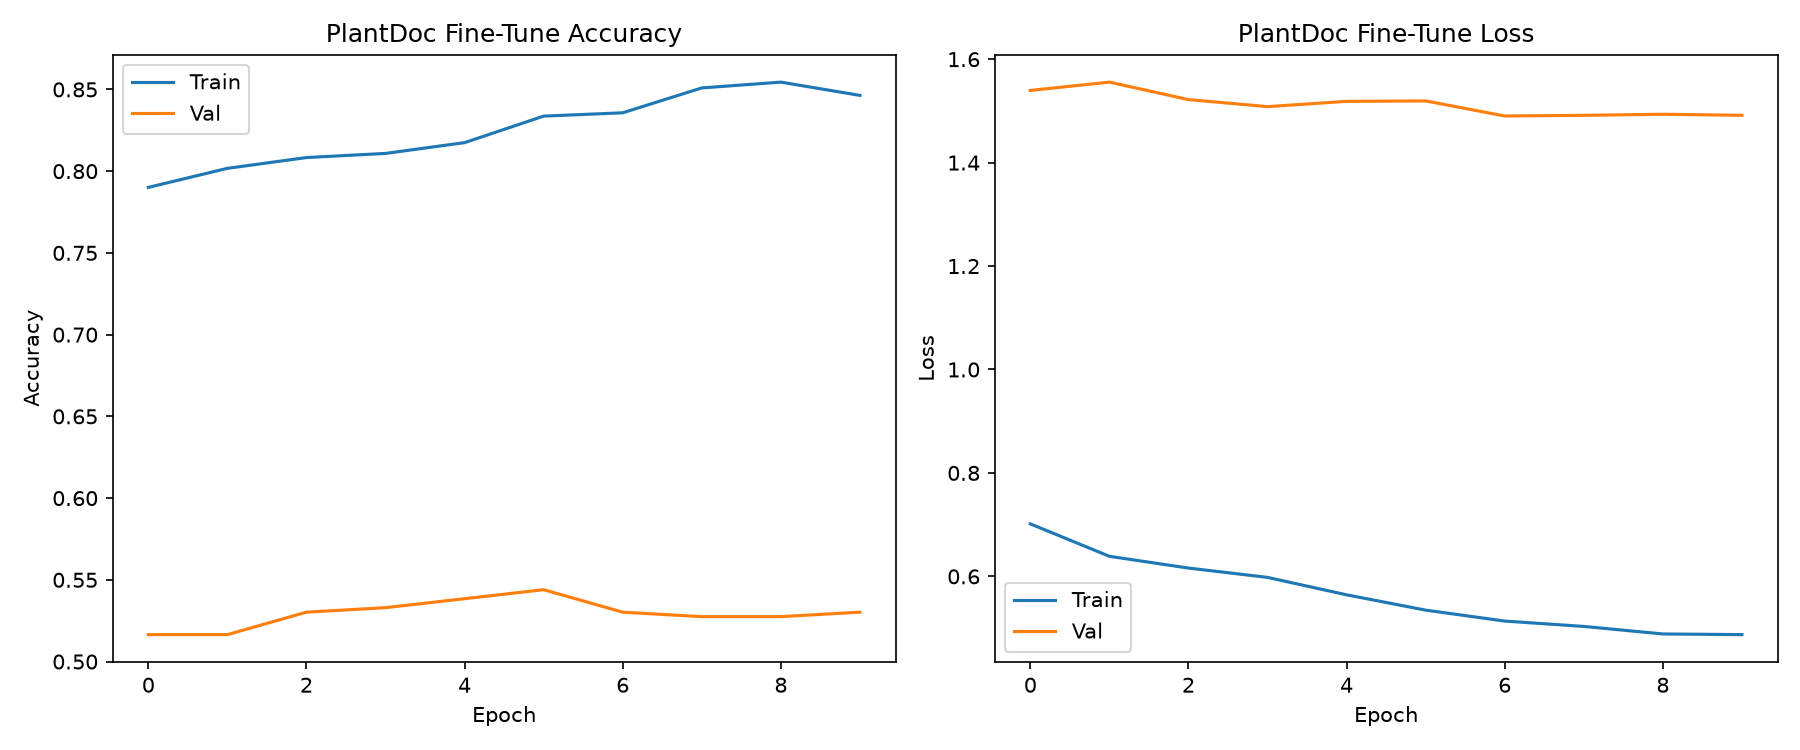 PlantDoc Fine-Tune Accuracy
Train
Val
0.85
0.80
0.75
0.70
0.65
0.60
0.55
0.50
Accuracy
0 2 4 6 8
Epoch
PlantDoc Fine-Tune Loss
1.6
1.4
1.2
1.0
0.8
0.6
Loss
Train
Val
0 2 4 6 8
Epoch